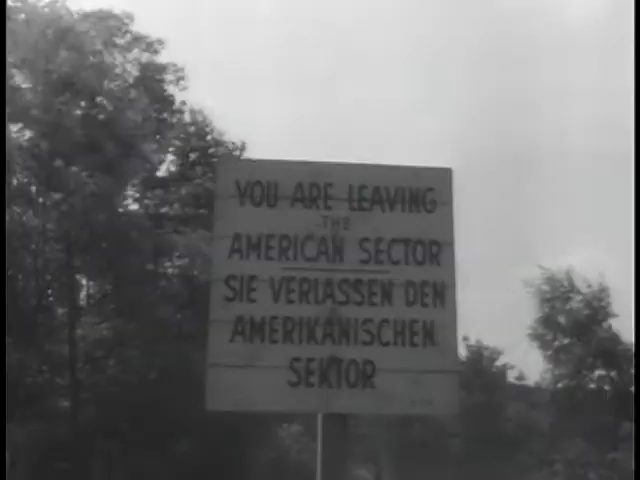 YOU ARE LEAVING
THE
AMERICAN SECTOR
SIE VERLASSEN DEN
AMERIKANISCHEN
SEKTOR